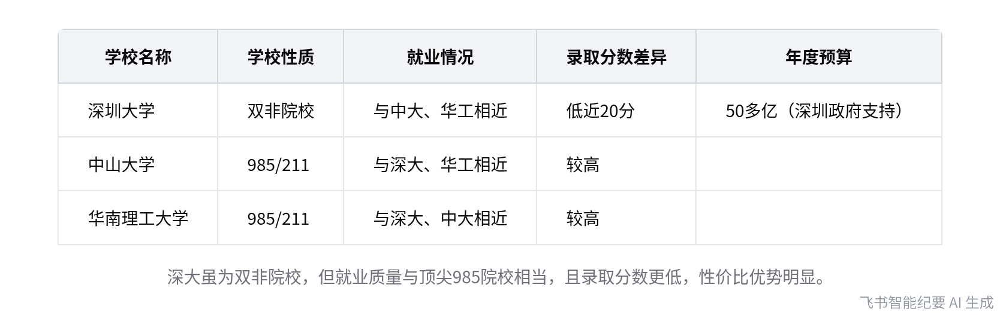 学校名称 学校性质 就业情况 录取分数差异 年度预算
深圳大学 双非院校 与中大、华工相近 低近20分 50多亿（深圳政府支持）
中山大学 985/211 与深大、华工相近 较高
华南理工大学 985/211 与深大、中大相近 较高
深大虽为双非院校，但就业质量与顶尖985院校相当，且录取分数更低，性价比优势明显。
飞书智能纪要 AI 生成